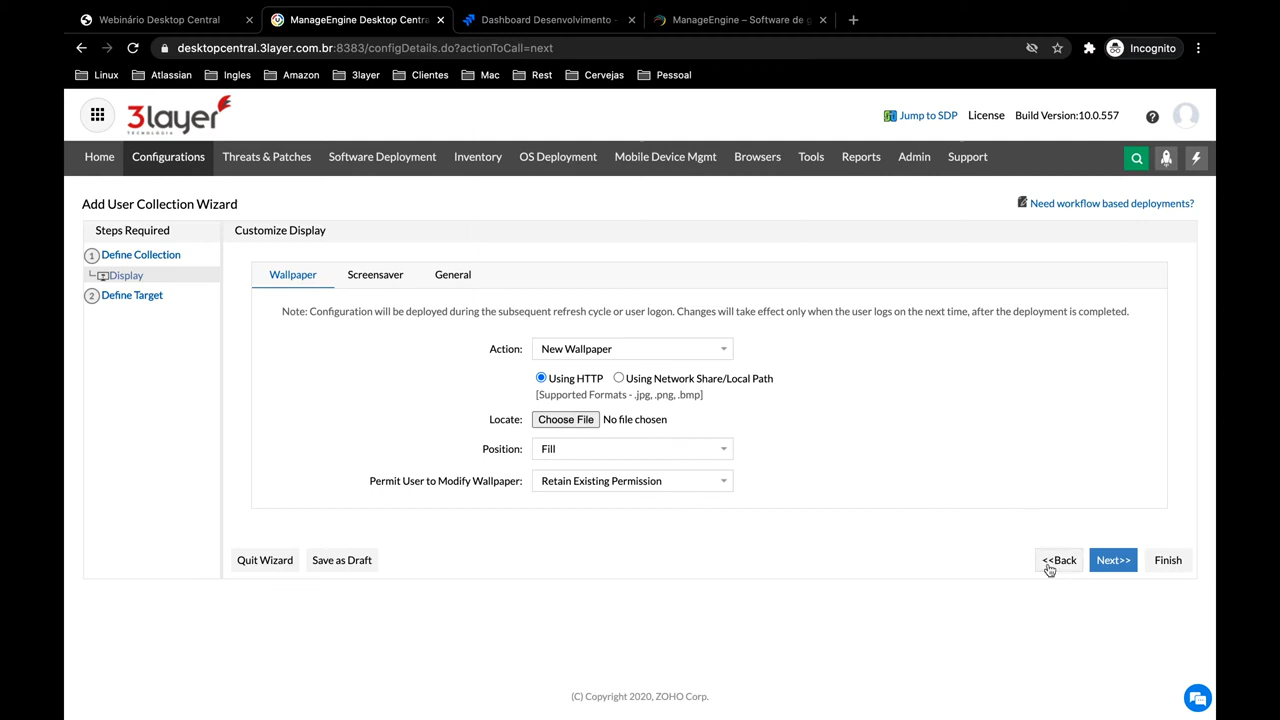 Webinário Desktop Central
ManageEngine Desktop Centra
Dashboard Desenvolvimento -
ManageEngine – Software de g
desktopcentral.3layer.com.br:8383/configDetails.do?actionToCall=next
Incognito
Linux Atlassian Ingles Amazon 3layer Clientes Mac Rest Cervejas Pessoal
3layer
TECNOLOGIA
Jump to SDP License Build Version:10.0.557
Home Configurations Threats & Patches Software Deployment Inventory OS Deployment Mobile Device Mgmt Browsers Tools Reports Admin Support
Add User Collection Wizard
Need workflow based deployments?
Steps Required
1 Define Collection
Display
2 Define Target
Customize Display
Wallpaper Screensaver General
Note: Configuration will be deployed during the subsequent refresh cycle or user logon. Changes will take effect only when the user logs on the next time, after the deployment is completed.
Action: New Wallpaper
Using HTTP Using Network Share/Local Path
[Supported Formats - .jpg, .png, .bmp]
Locate: Choose File No file chosen
Position: Fill
Permit User to Modify Wallpaper: Retain Existing Permission
Quit Wizard Save as Draft <<Back Next>> Finish
(C) Copyright 2020, ZOHO Corp.